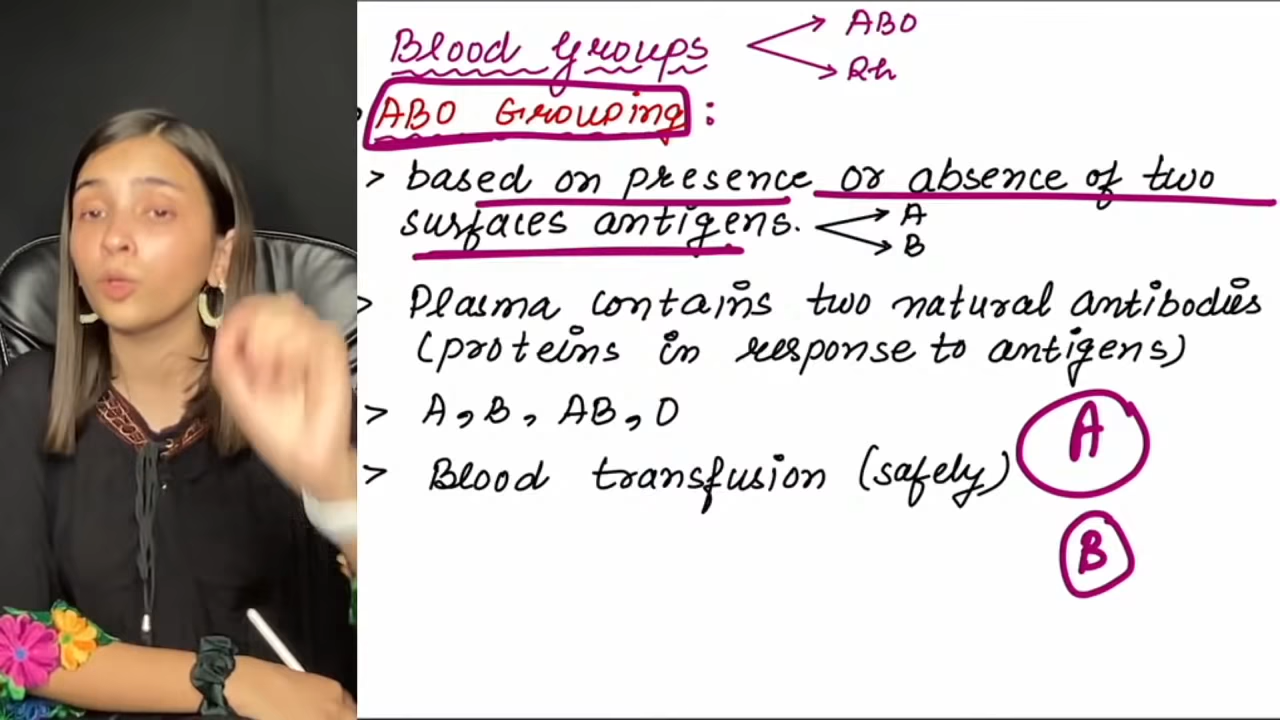 Blood Groups
ABO
Rh
ABO Grouping :
> based on presence or absence of two
surfaces antigens.
A
B
> Plasma contains two natural antibodies
(proteins in response to antigens)
> A, B, AB, O
> Blood transfusion (safely)
A
B